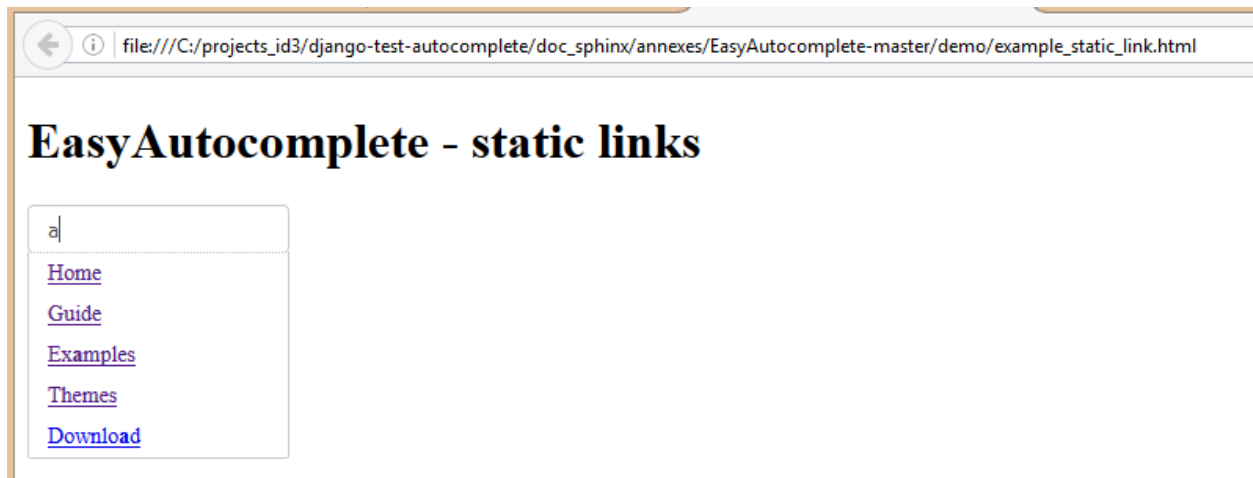 file:///C:/projects_id3/django-test-autocomplete/doc_sphinx/annexes/EasyAutocomplete-master/demo/example_static_link.html
EasyAutocomplete - static links
a
Home
Guide
Examples
Themes
Download